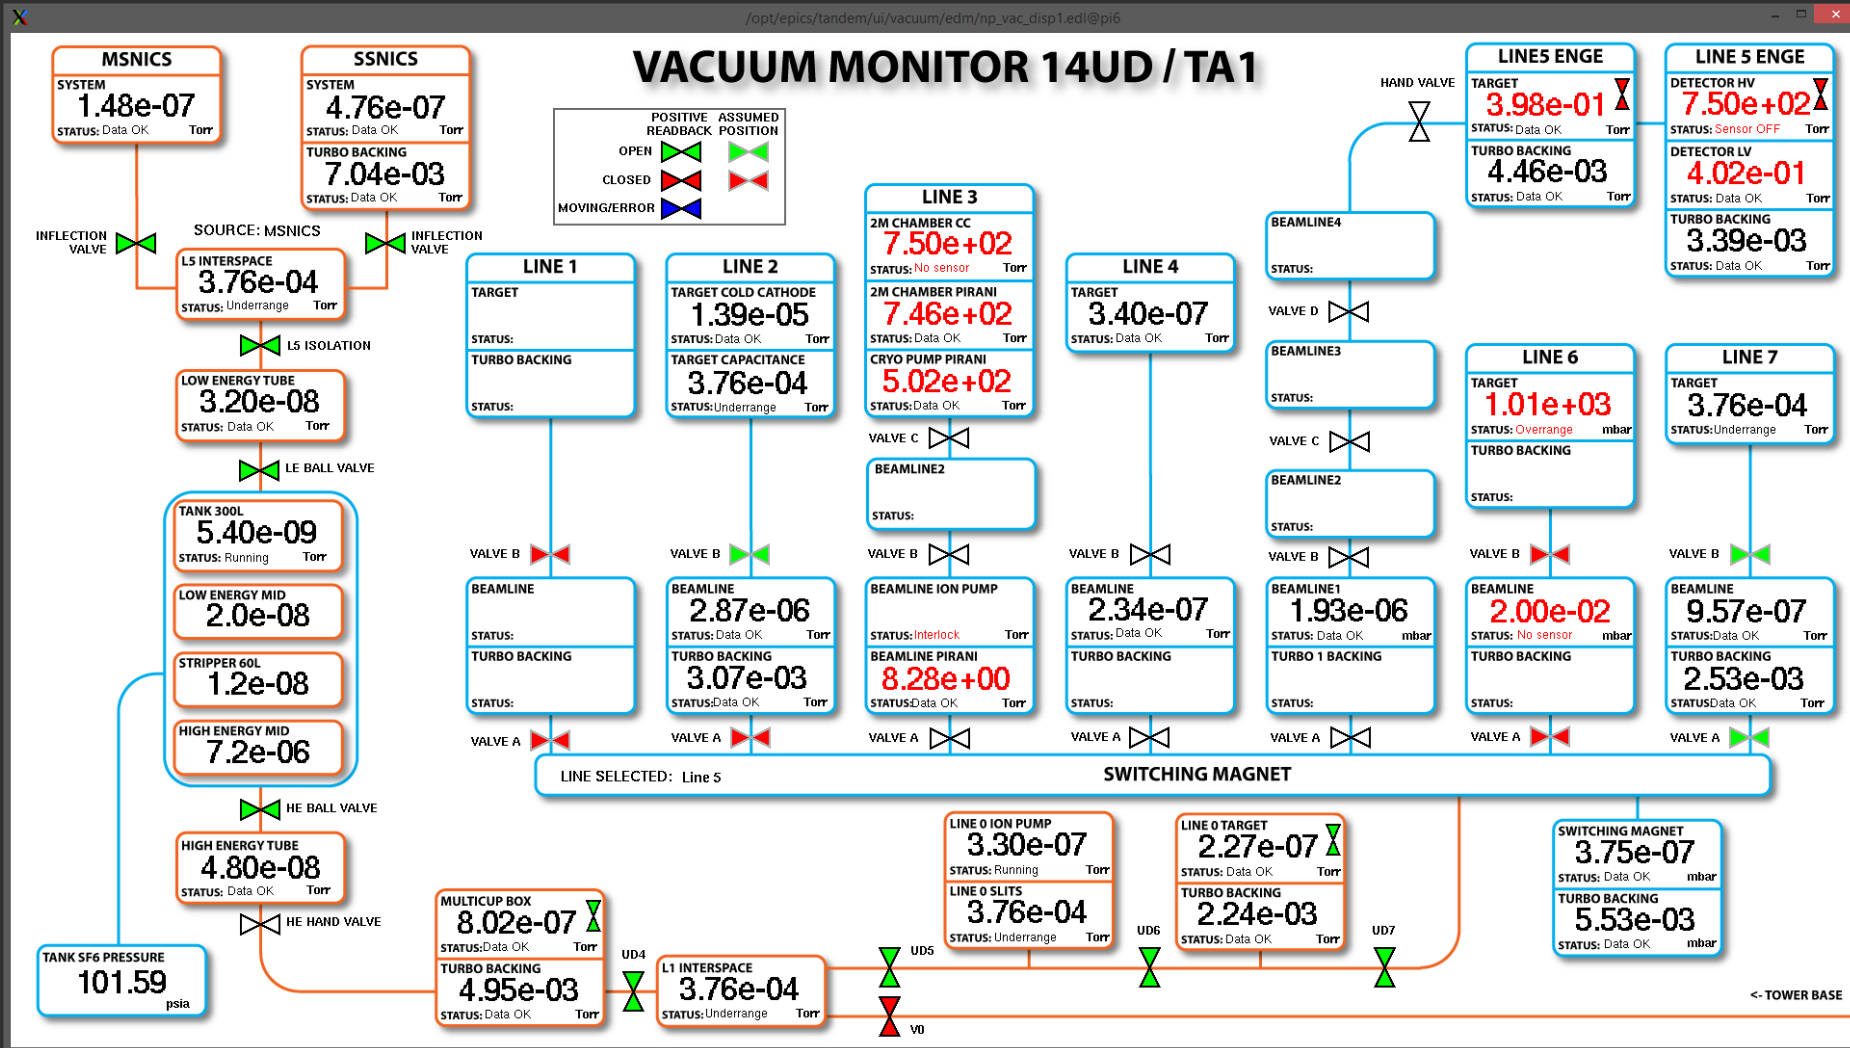 /opt/epics/tandem/ui/vacuum/edm/np_vac_disp1.edl@pi6
VACUUM MONITOR 14UD / TA1
MSNICS
SYSTEM
1.48e-07
STATUS: Data OK Torr
SSNICS
SYSTEM
4.76e-07
STATUS: Data OK Torr
TURBO BACKING
7.04e-03
STATUS: Data OK Torr
POSITIVE READBACK
ASSUMED POSITION
OPEN
CLOSED
MOVING/ERROR
INFLECTION VALVE
SOURCE: MSNICS
INFLECTION VALVE
L5 INTERSPACE
3.76e-04
STATUS: Underrange Torr
L5 ISOLATION
LOW ENERGY TUBE
3.20e-08
STATUS: Data OK Torr
LE BALL VALVE
TANK 300L
5.40e-09
STATUS: Running Torr
LOW ENERGY MID
2.0e-08
STRIPPER 60L
1.2e-08
HIGH ENERGY MID
7.2e-06
HE BALL VALVE
HIGH ENERGY TUBE
4.80e-08
STATUS: Data OK Torr
HE HAND VALVE
TANK SF6 PRESSURE
101.59
psia
LINE 1
TARGET
STATUS:
TURBO BACKING
STATUS:
VALVE B
BEAMLINE
STATUS:
TURBO BACKING
STATUS:
VALVE A
LINE 2
TARGET COLD CATHODE
1.39e-05
STATUS: Data OK Torr
TARGET CAPACITANCE
3.76e-04
STATUS:Underrange Torr
VALVE B
BEAMLINE
2.87e-06
STATUS: Data OK Torr
TURBO BACKING
3.07e-03
STATUS:Data OK Torr
VALVE A
LINE 3
2M CHAMBER CC
7.50e+02
STATUS: No sensor Torr
2M CHAMBER PIRANI
7.46e+02
STATUS: Data OK Torr
CRYO PUMP PIRANI
5.02e+02
STATUS:Data OK Torr
VALVE C
BEAMLINE2
STATUS:
VALVE B
BEAMLINE ION PUMP
STATUS:Interlock Torr
BEAMLINE PIRANI
8.28e+00
STATUS:Data OK Torr
VALVE A
LINE 4
TARGET
3.40e-07
STATUS: Data OK Torr
VALVE B
BEAMLINE
2.34e-07
STATUS: Data OK Torr
TURBO BACKING
STATUS:
VALVE A
HAND VALVE
LINE5 ENGE
TARGET
3.98e-01
STATUS: Data OK Torr
TURBO BACKING
4.46e-03
STATUS: Data OK Torr
LINE 5 ENGE
DETECTOR HV
7.50e+02
STATUS: Sensor OFF Torr
DETECTOR LV
4.02e-01
STATUS: Data OK Torr
TURBO BACKING
3.39e-03
STATUS: Data OK Torr
BEAMLINE4
STATUS:
VALVE D
BEAMLINE3
STATUS:
VALVE C
BEAMLINE2
STATUS:
VALVE B
BEAMLINE1
1.93e-06
STATUS: Data OK mbar
TURBO 1 BACKING
STATUS:
VALVE A
LINE 6
TARGET
1.01e+03
STATUS: Overrange mbar
TURBO BACKING
STATUS:
VALVE B
BEAMLINE
2.00e-02
STATUS: No sensor mbar
TURBO BACKING
STATUS:
VALVE A
LINE 7
TARGET
3.76e-04
STATUS:Underrange Torr
VALVE B
BEAMLINE
9.57e-07
STATUS:Data OK Torr
TURBO BACKING
2.53e-03
STATUS:Data OK Torr
VALVE A
LINE SELECTED: Line 5
SWITCHING MAGNET
MULTICUP BOX
8.02e-07
STATUS:Data OK Torr
TURBO BACKING
4.95e-03
STATUS: Data OK Torr
UD4
L1 INTERSPACE
3.76e-04
STATUS:Underrange Torr
UD5
V0
LINE 0 ION PUMP
3.30e-07
STATUS: Running Torr
LINE 0 SLITS
3.76e-04
STATUS: Underrange Torr
UD6
LINE 0 TARGET
2.27e-07
STATUS: Data OK Torr
TURBO BACKING
2.24e-03
STATUS: Data OK Torr
UD7
SWITCHING MAGNET
3.75e-07
STATUS: Data OK mbar
TURBO BACKING
5.53e-03
STATUS: Data OK mbar
<- TOWER BASE